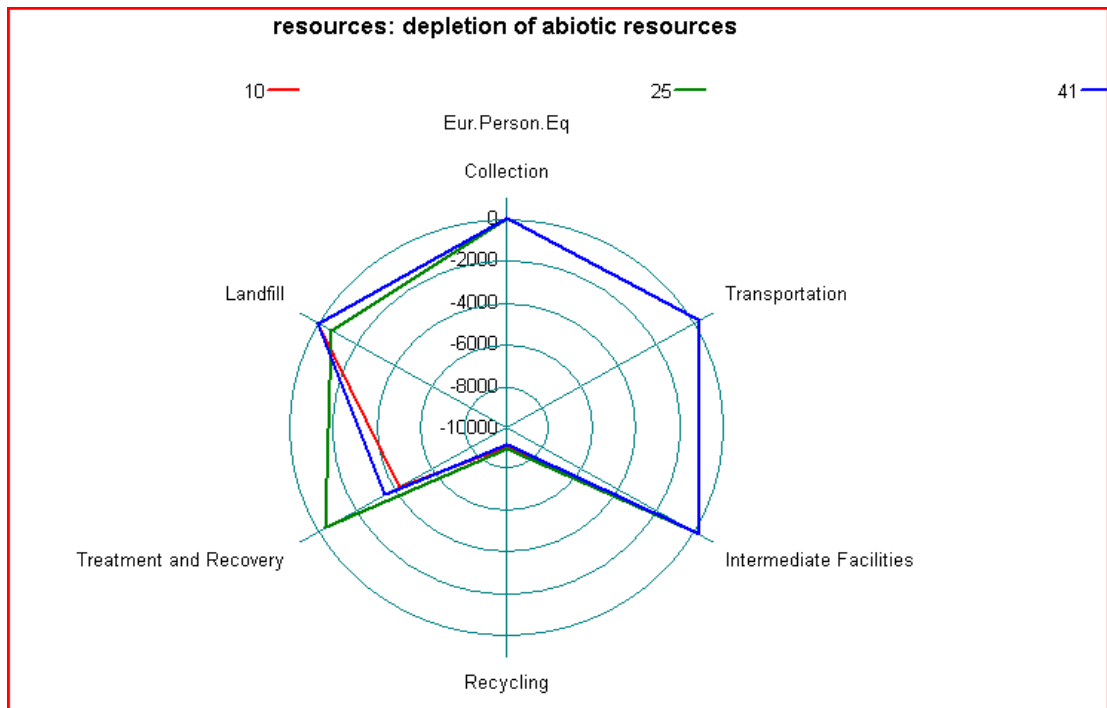 resources: depletion of abiotic resources
10 25 41
Eur.Person.Eq
Collection
0
-2000
Landfill Transportation
-4000
-6000
-8000
-10000
Treatment and Recovery Intermediate Facilities
Recycling